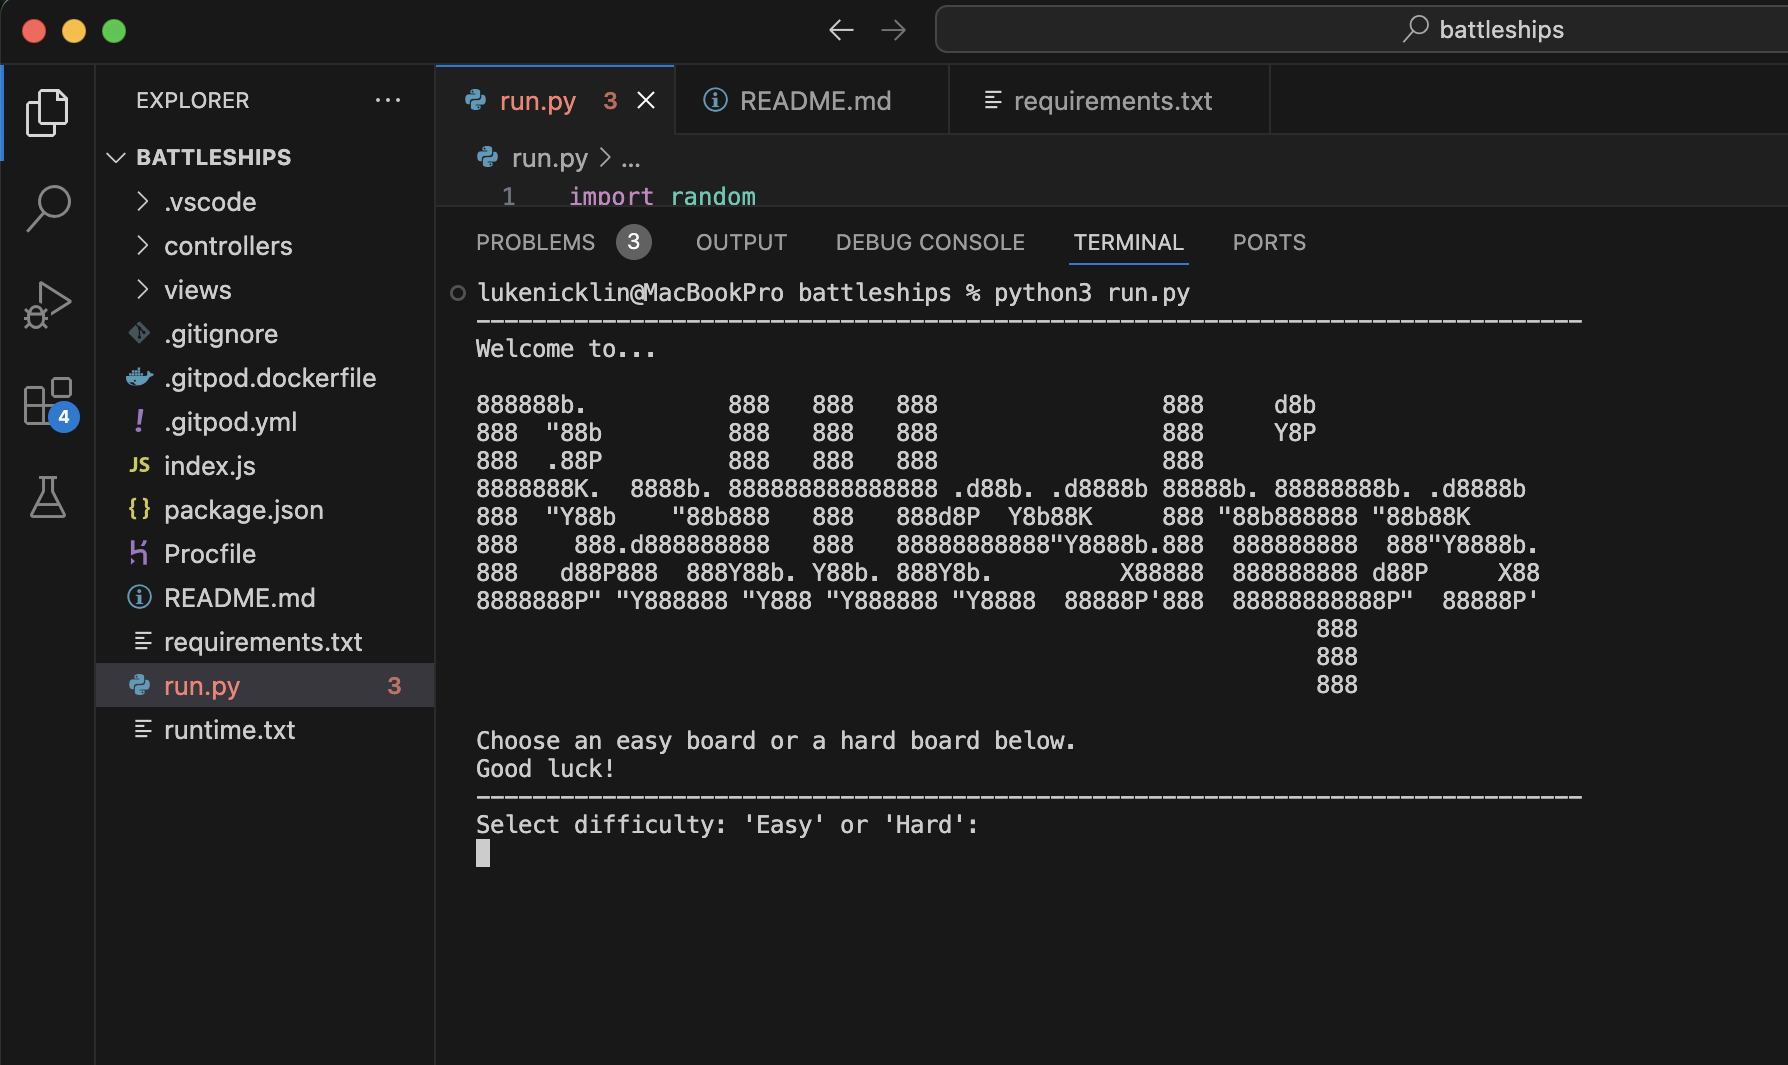 battleships
EXPLORER ...
run.py 3
README.md
requirements.txt
BATTLESHIPS
run.py > ...
.vscode
1 import random
controllers
PROBLEMS 3 OUTPUT DEBUG CONSOLE TERMINAL PORTS
views
.gitignore
.gitpod.dockerfile
! .gitpod.yml
JS index.js
{} package.json
Procfile
README.md
requirements.txt
run.py 3
runtime.txt
4
lukenicklin@MacBookPro battleships % python3 run.py
-------------------------------------------------------------------------------
Welcome to...
888888b.          888   888   888                888     d8b
888  "88b         888   888   888                888     Y8P
888  .88P         888   888   888                888
8888888K.  8888b. 888888888888888 .d88b. .d8888b 88888b. 88888888b. .d8888b
888  "Y88b    "88b888   888   888d8P  Y8b88K     888 "88b888888 "88b88K
888    888.d888888888   888   88888888888"Y8888b.888  888888888  888"Y8888b.
888   d88P888  888Y88b. Y88b. 888Y8b.         X88888  888888888 d88P     X88
8888888P" "Y888888 "Y888 "Y888888 "Y8888  88888P'888  88888888888P"  88888P'
                                                            888
                                                            888
                                                            888
Choose an easy board or a hard board below.
Good luck!
-------------------------------------------------------------------------------
Select difficulty: 'Easy' or 'Hard':